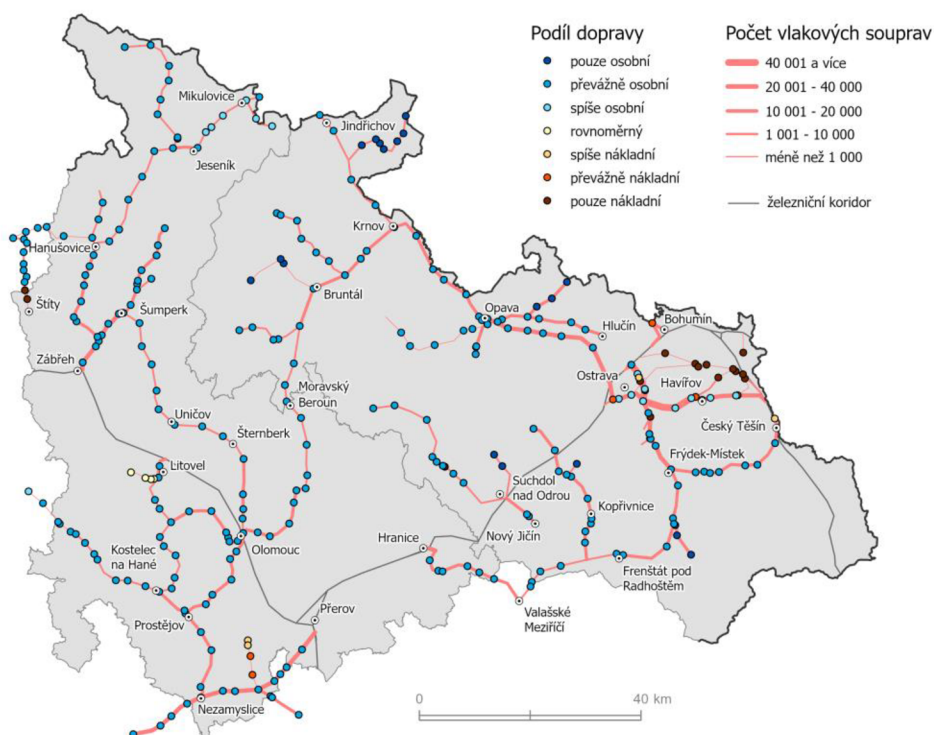 Podíl dopravy
pouze osobní
převážně osobní
spíše osobní
rovnoměrný
spíše nákladní
převážně nákladní
pouze nákladní
Počet vlakových souprav
40 001 a více
20 001 - 40 000
10 001 - 20 000
1 001 - 10 000
méně než 1 000
železniční koridor
Mikulovice
Jindřichov
Jeseník
Krnov
Hanušovice
Bruntál
Štíty
Šumperk
Opava
Hlučín
Bohumín
Zábřeh
Moravský
Beroun
Ostrava
Havířov
Uničov
Šternberk
Český Těšín
Litovel
Frýdek-Místek
Suchdol
nad Odrou
Kopřivnice
Kostelec
na Hané
Olomouc
Hranice
Nový Jičín
Frenštát pod
Radhoštěm
Prostějov
Přerov
Valašské
Meziříčí
Nezamyslice
0
40 km